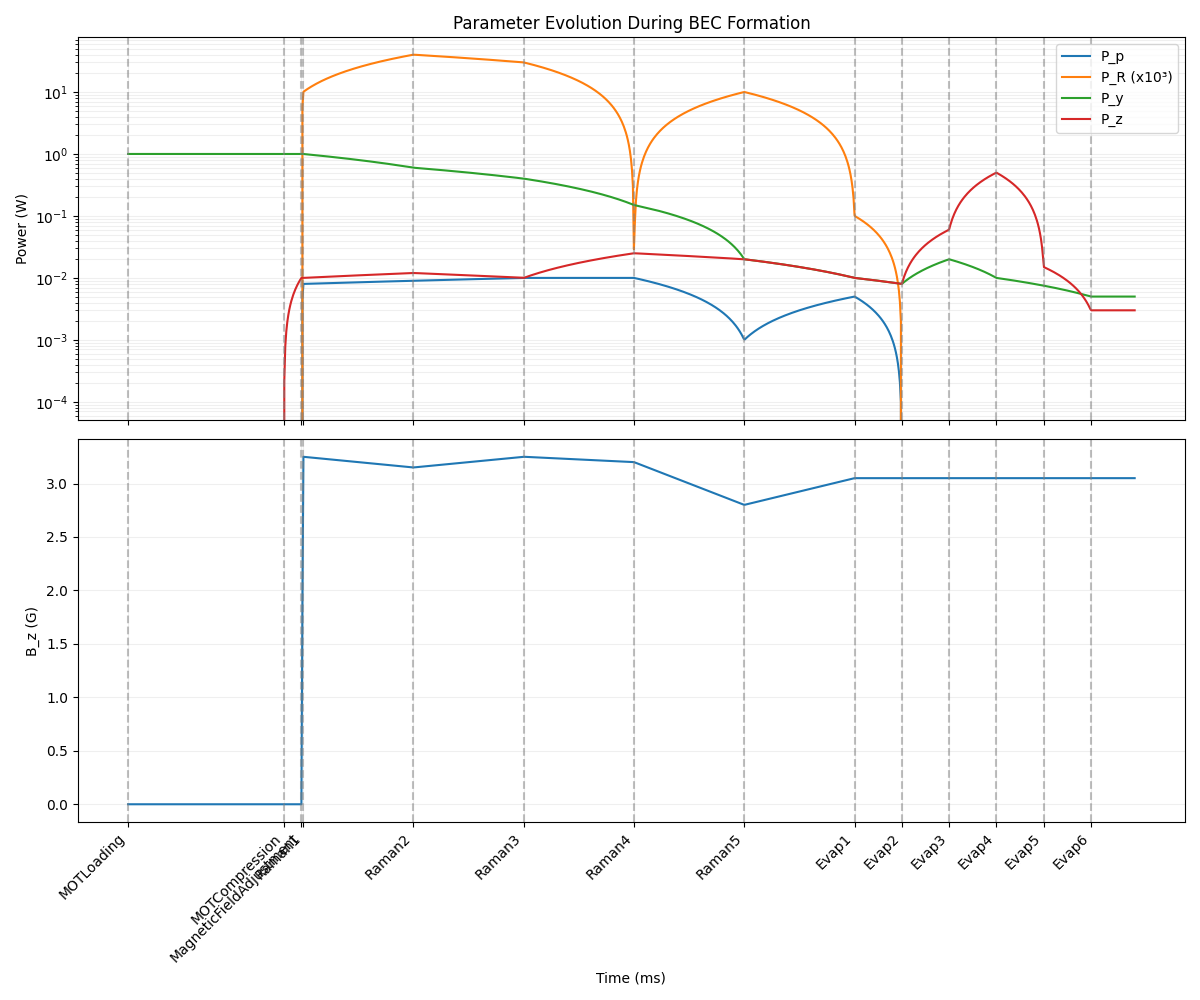 Parameter Evolution During BEC Formation
Power (W)
10¹
10⁰
10⁻¹
10⁻²
10⁻³
10⁻⁴
P_p
P_R (x10³)
P_y
P_z
B_z (G)
3.0
2.5
2.0
1.5
1.0
0.5
0.0
MOTLoading
MOTCompression
MagneticFieldAdjustment
Raman1
Raman2
Raman3
Raman4
Raman5
Evap1
Evap2
Evap3
Evap4
Evap5
Evap6
Time (ms)